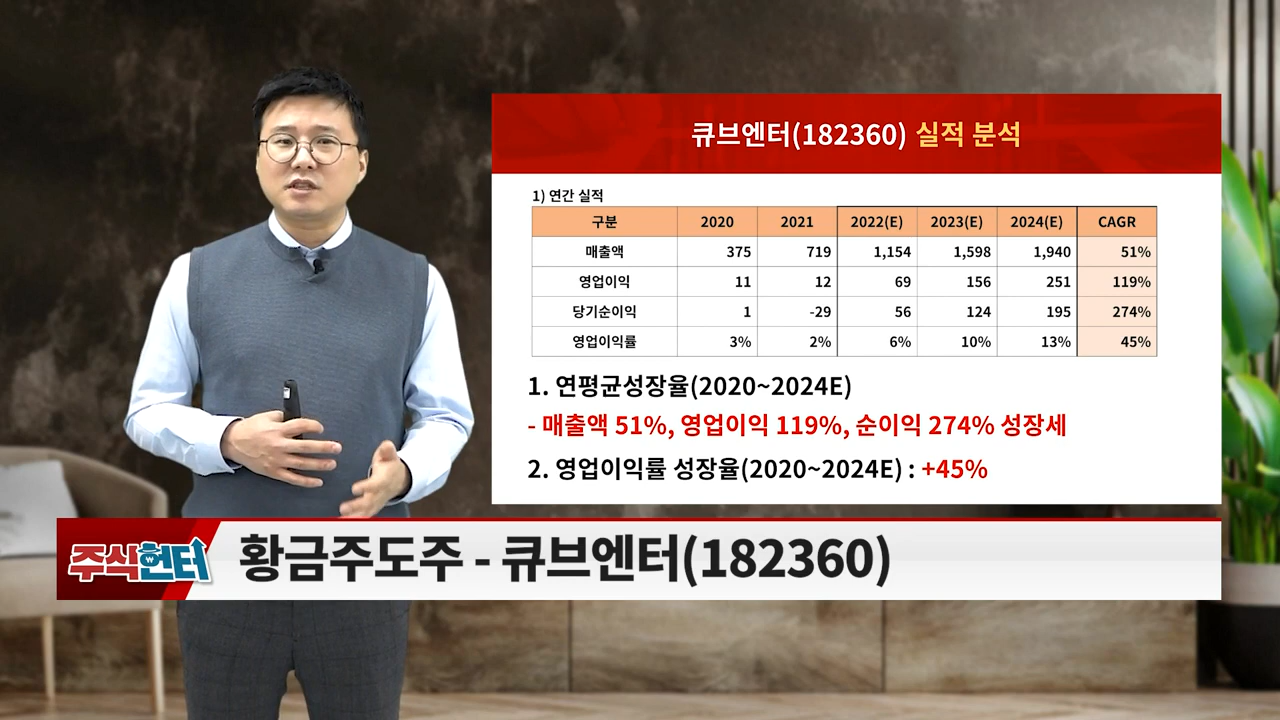 큐브엔터(182360) 실적 분석
1) 연간 실적
구분 2020 2021 2022(E) 2023(E) 2024(E) CAGR
매출액 375 719 1,154 1,598 1,940 51%
영업이익 11 12 69 156 251 119%
당기순이익 1 -29 56 124 195 274%
영업이익률 3% 2% 6% 10% 13% 45%
1. 연평균성장율(2020~2024E)
- 매출액 51%, 영업이익 119%, 순이익 274% 성장세
2. 영업이익률 성장율(2020~2024E) : +45%
주식헌터 황금주도주 - 큐브엔터(182360)